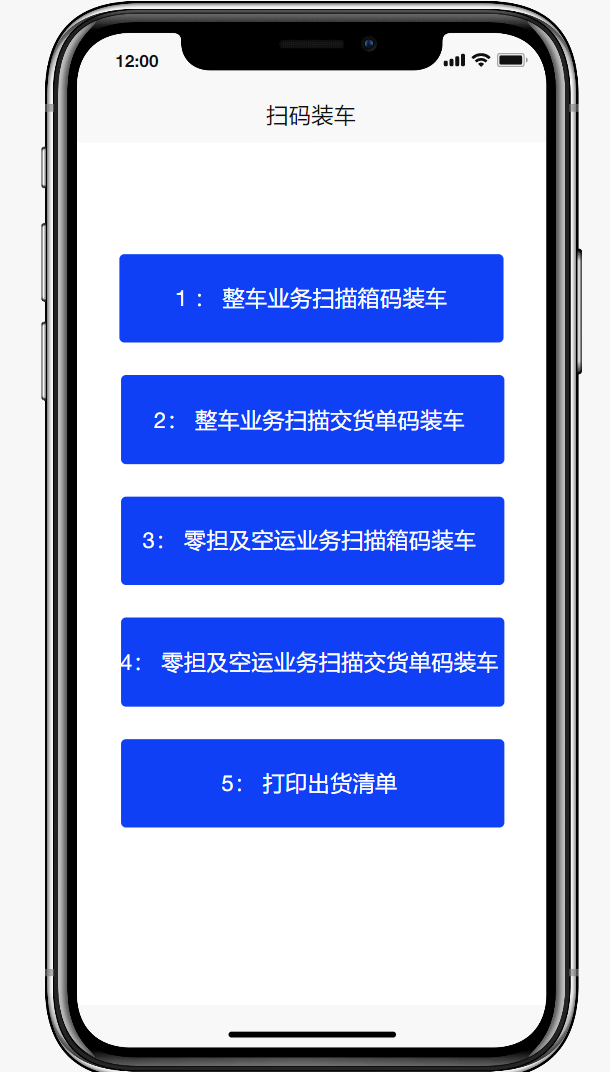 12:00
扫码装车
1 ： 整车业务扫描箱码装车
2： 整车业务扫描交货单码装车
3： 零担及空运业务扫描箱码装车
4： 零担及空运业务扫描交货单码装车
5： 打印出货清单